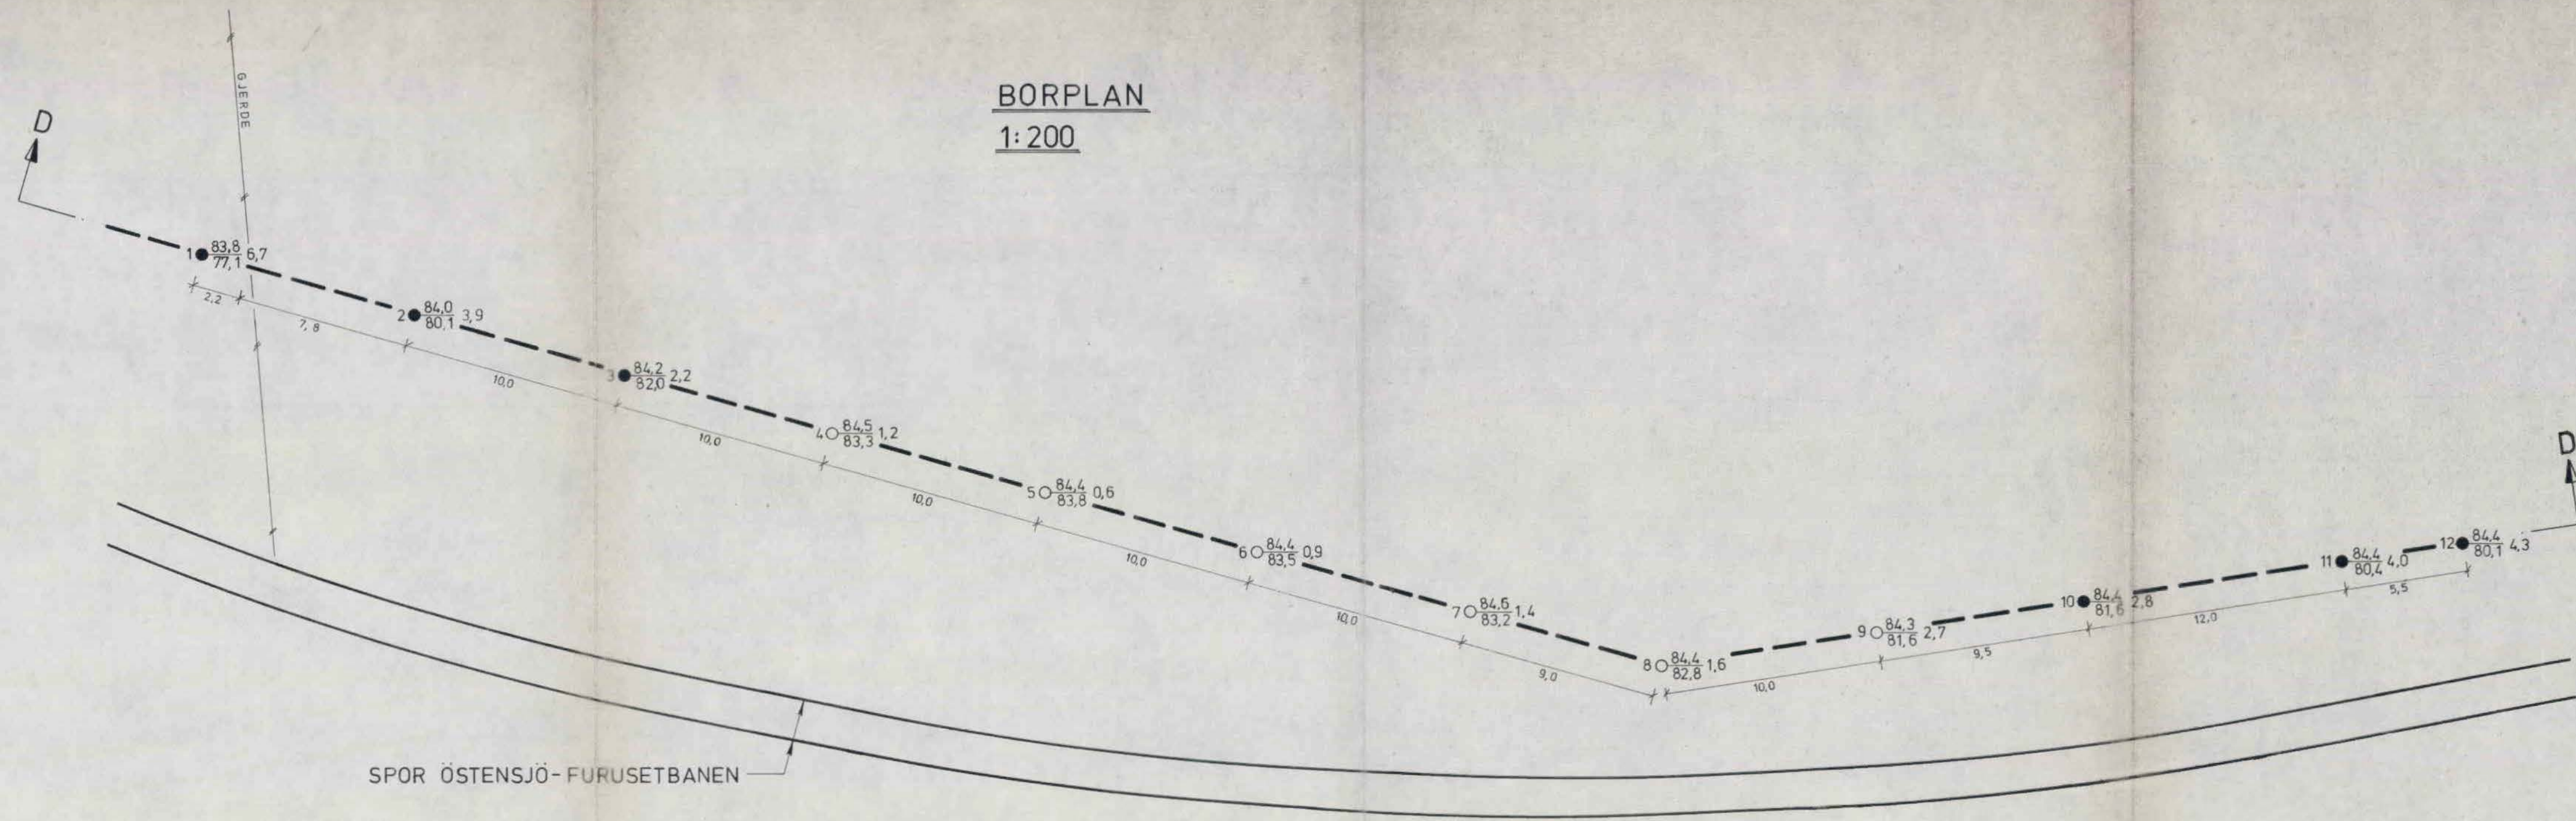 BORPLAN
1:200
GJERDE
D
1 83,8 6,7
77,1
2,2
7,8
2 84,0 3,9
80,1
10,0
3 84,2 2,2
82,0
10,0
4 84,5 1,2
83,3
10,0
5 84,4 0,6
83,8
10,0
6 84,4 0,9
83,5
10,0
7 84,6 1,4
83,2
9,0
8 84,4 1,6
82,8
10,0
9 84,3 2,7
81,6
9,5
10 84,4 2,8
81,6
12,0
11 84,4 4,0
80,4
5,5
12 84,4 4,3
80,1
D
SPOR ÖSTENSJÖ-FURUSETBANEN